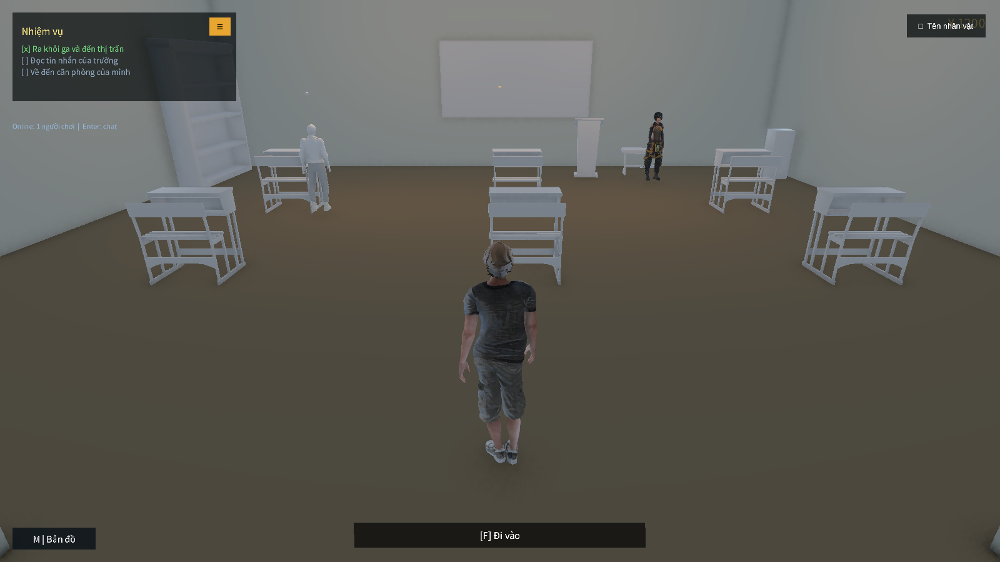 Nhiệm vụ
☰
[x] Ra khỏi ga và đến thị trấn
[ ] Đọc tin nhắn của trường
[ ] Về đến căn phòng của mình
Online: 1 người chơi | Enter: chat
□ Tên nhân vật
[F] Đi vào
M | Bản đồ